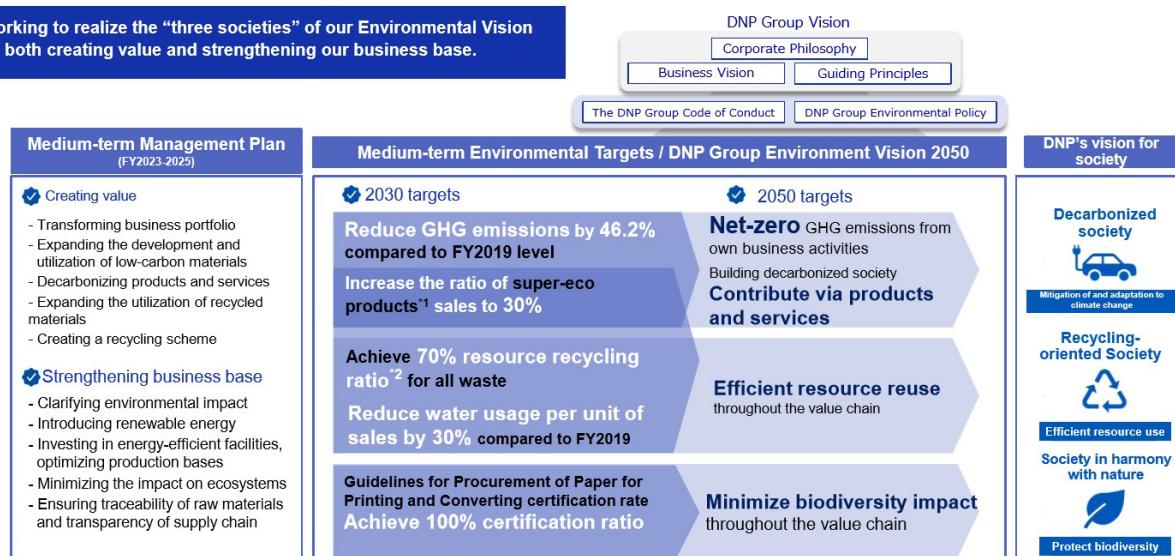 orking to realize the “three societies” of our Environmental Vision
both creating value and strengthening our business base.
DNP Group Vision
Corporate Philosophy
Business Vision
Guiding Principles
The DNP Group Code of Conduct
DNP Group Environmental Policy
Medium-term Management Plan
(FY2023-2025)
Creating value
- Transforming business portfolio
- Expanding the development and
utilization of low-carbon materials
- Decarbonizing products and services
- Expanding the utilization of recycled
materials
- Creating a recycling scheme
Strengthening business base
- Clarifying environmental impact
- Introducing renewable energy
- Investing in energy-efficient facilities,
optimizing production bases
- Minimizing the impact on ecosystems
- Ensuring traceability of raw materials
and transparency of supply chain
Medium-term Environmental Targets / DNP Group Environment Vision 2050
2030 targets
Reduce GHG emissions by 46.2%
compared to FY2019 level
Increase the ratio of super-eco
products*1 sales to 30%
Achieve 70% resource recycling
ratio*2 for all waste
Reduce water usage per unit of
sales by 30% compared to FY2019
Guidelines for Procurement of Paper for
Printing and Converting certification rate
Achieve 100% certification ratio
2050 targets
Net-zero GHG emissions from
own business activities
Building decarbonized society
Contribute via products
and services
Efficient resource reuse
throughout the value chain
Minimize biodiversity impact
throughout the value chain
DNP's vision for
society
Decarbonized
society
Mitigation of and adaptation to
climate change
Recycling-
oriented Society
Efficient resource use
Society in harmony
with nature
Protect biodiversity